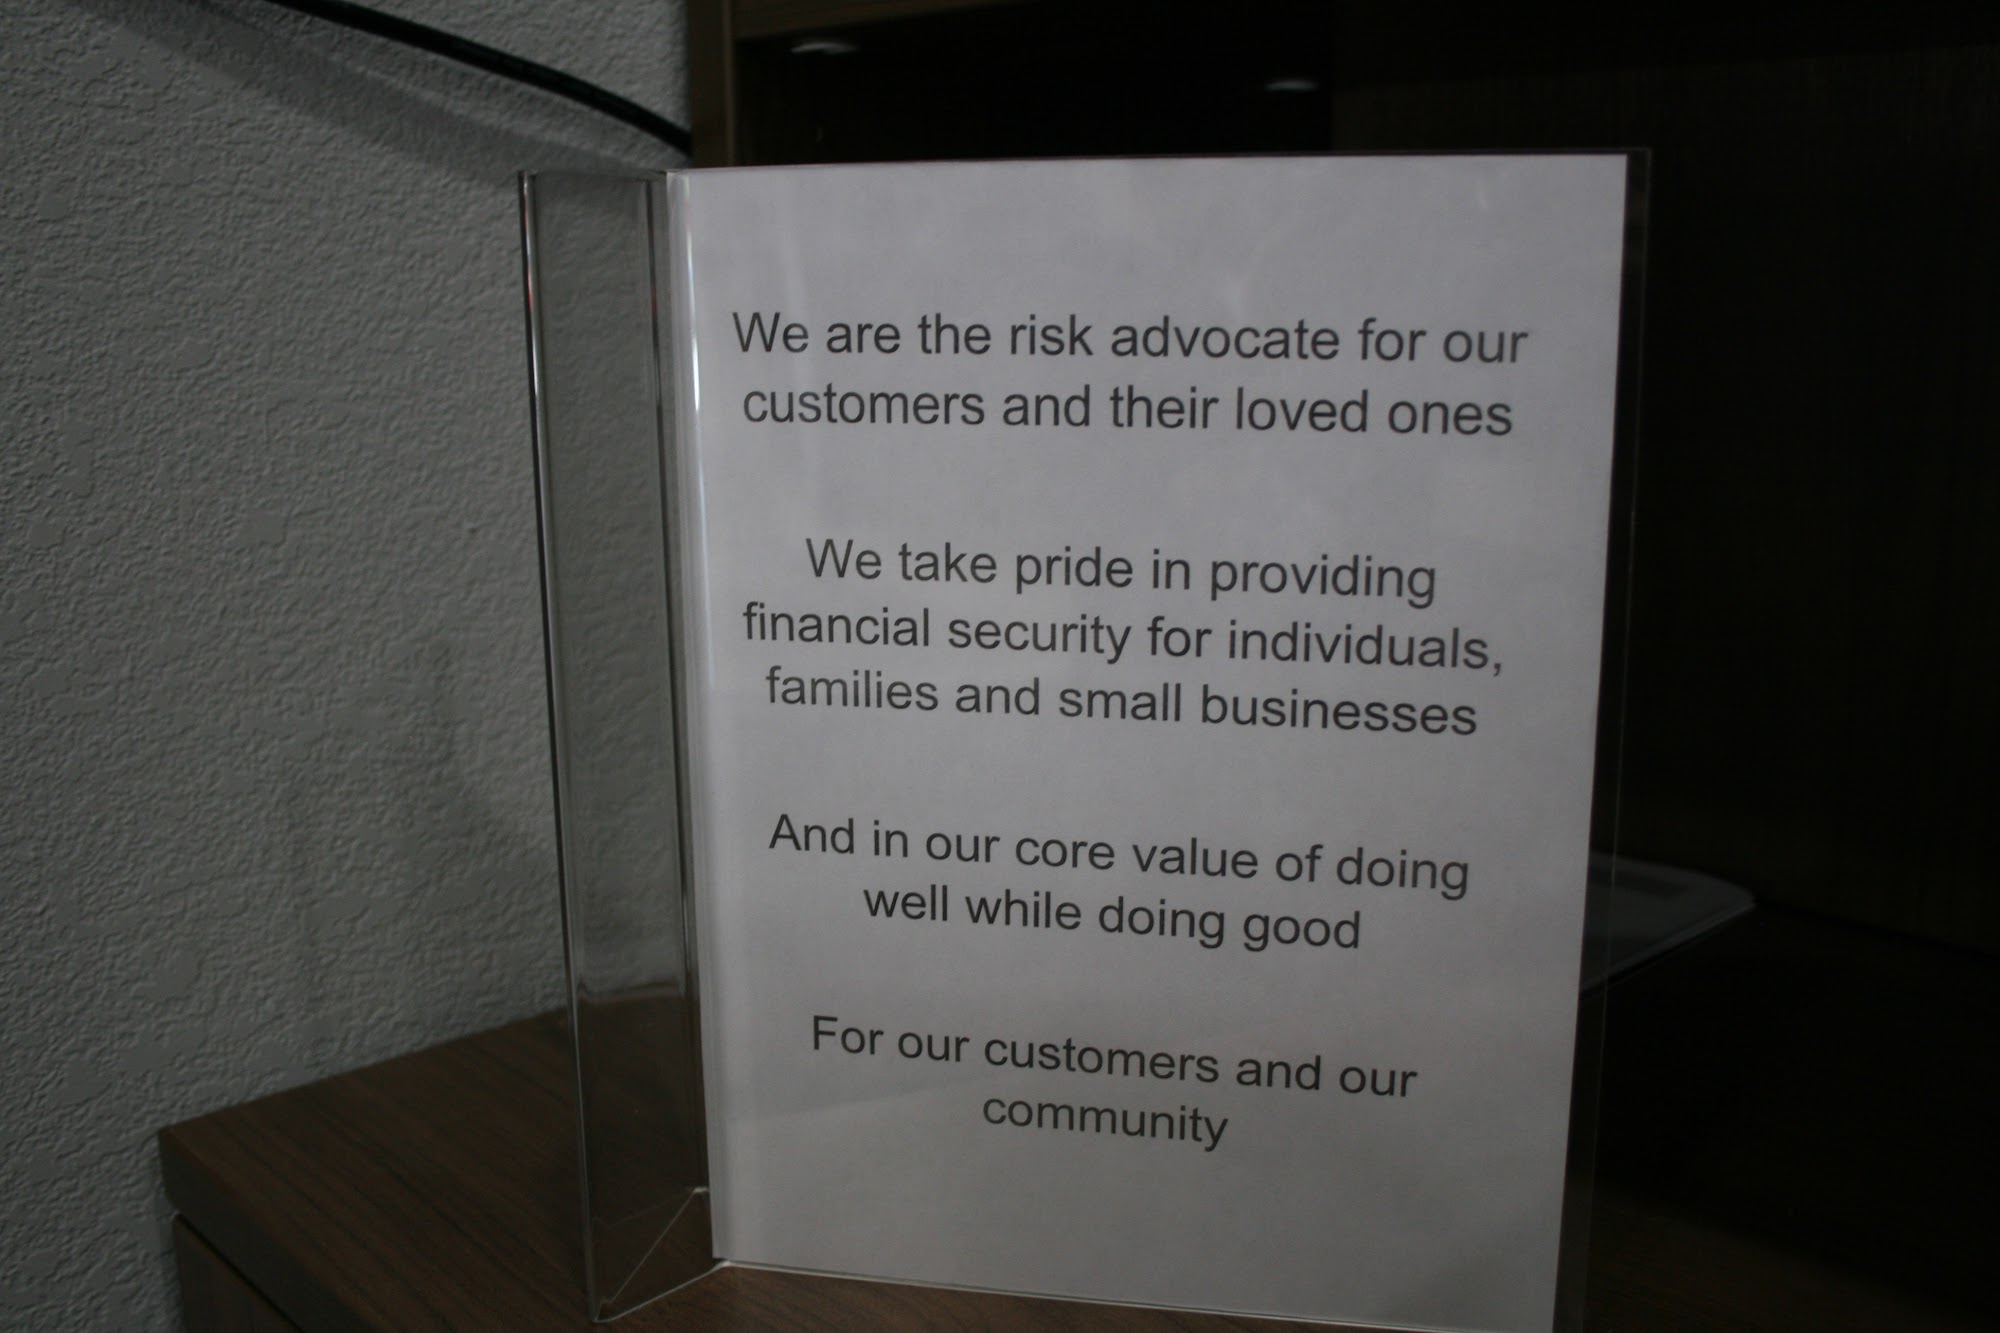 We are the risk advocate for our
customers and their loved ones
We take pride in providing
financial security for individuals,
families and small businesses
And in our core value of doing
well while doing good
For our customers and our
community